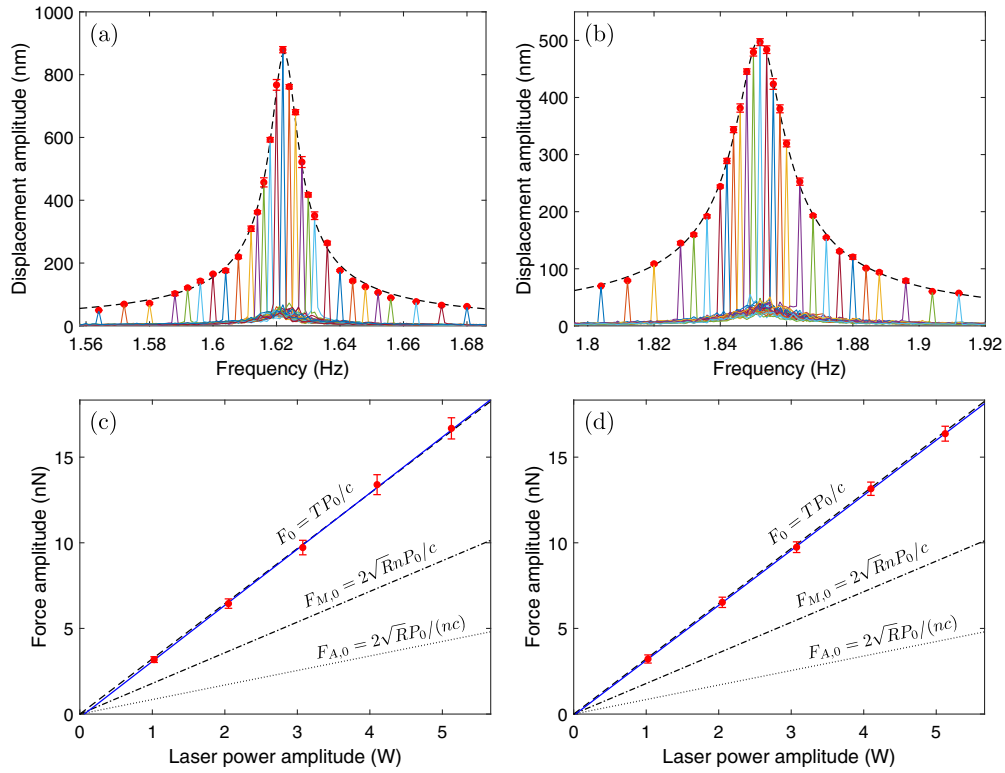 (a)
Displacement amplitude (nm)
1000
800
600
400
200
0
1.56 1.58 1.6 1.62 1.64 1.66 1.68
Frequency (Hz)
(b)
Displacement amplitude (nm)
500
400
300
200
100
0
1.8 1.82 1.84 1.86 1.88 1.9 1.92
Frequency (Hz)
(c)
Force amplitude (nN)
15
10
5
0
F₀ = TP₀/c
F_{M,0} = 2√RnP₀/c
F_{A,0} = 2√RP₀/(nc)
0 1 2 3 4 5
Laser power amplitude (W)
(d)
Force amplitude (nN)
15
10
5
0
F₀ = TP₀/c
F_{M,0} = 2√RnP₀/c
F_{A,0} = 2√RP₀/(nc)
0 1 2 3 4 5
Laser power amplitude (W)